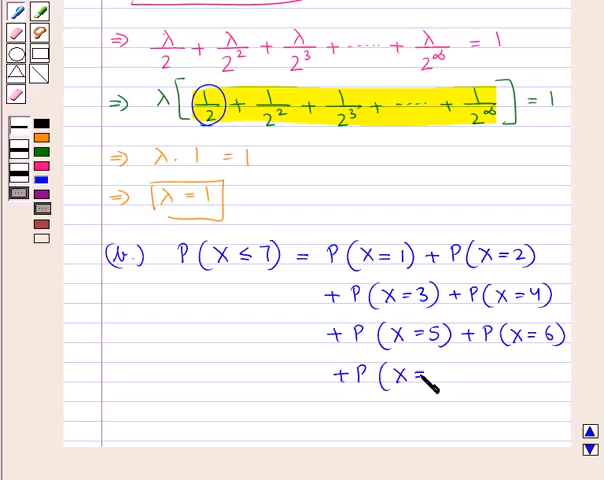 ⇒ λ/2 + λ/2² + λ/2³ + ...... + λ/2^∞ = 1
⇒ λ [ 1/2 + 1/2² + 1/2³ + ...... + 1/2^∞ ] = 1
⇒ λ . 1 = 1
⇒ λ = 1
(b.) P(X ≤ 7) = P(X=1) + P(X=2)
+ P(X=3) + P(X=4)
+ P(X=5) + P(X=6)
+ P(X=